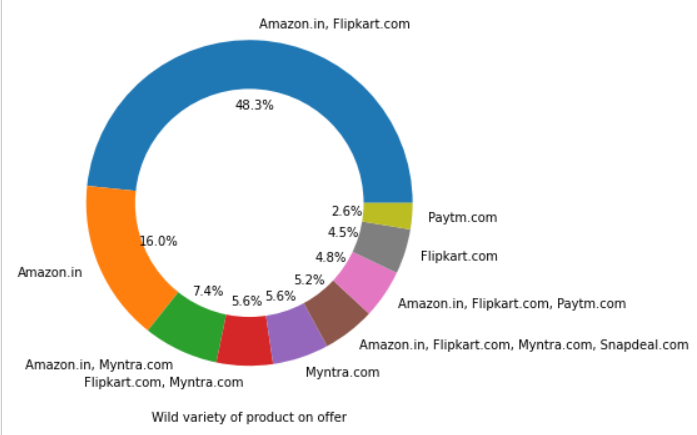 Amazon.in, Flipkart.com
48.3%
2.6%
Paytm.com
4.5%
16.0%
Flipkart.com
4.8%
Amazon.in
5.2%
7.4%
5.6%
5.6%
Amazon.in, Flipkart.com, Paytm.com
Amazon.in, Flipkart.com, Myntra.com, Snapdeal.com
Amazon.in, Myntra.com
Myntra.com
Flipkart.com, Myntra.com
Wild variety of product on offer